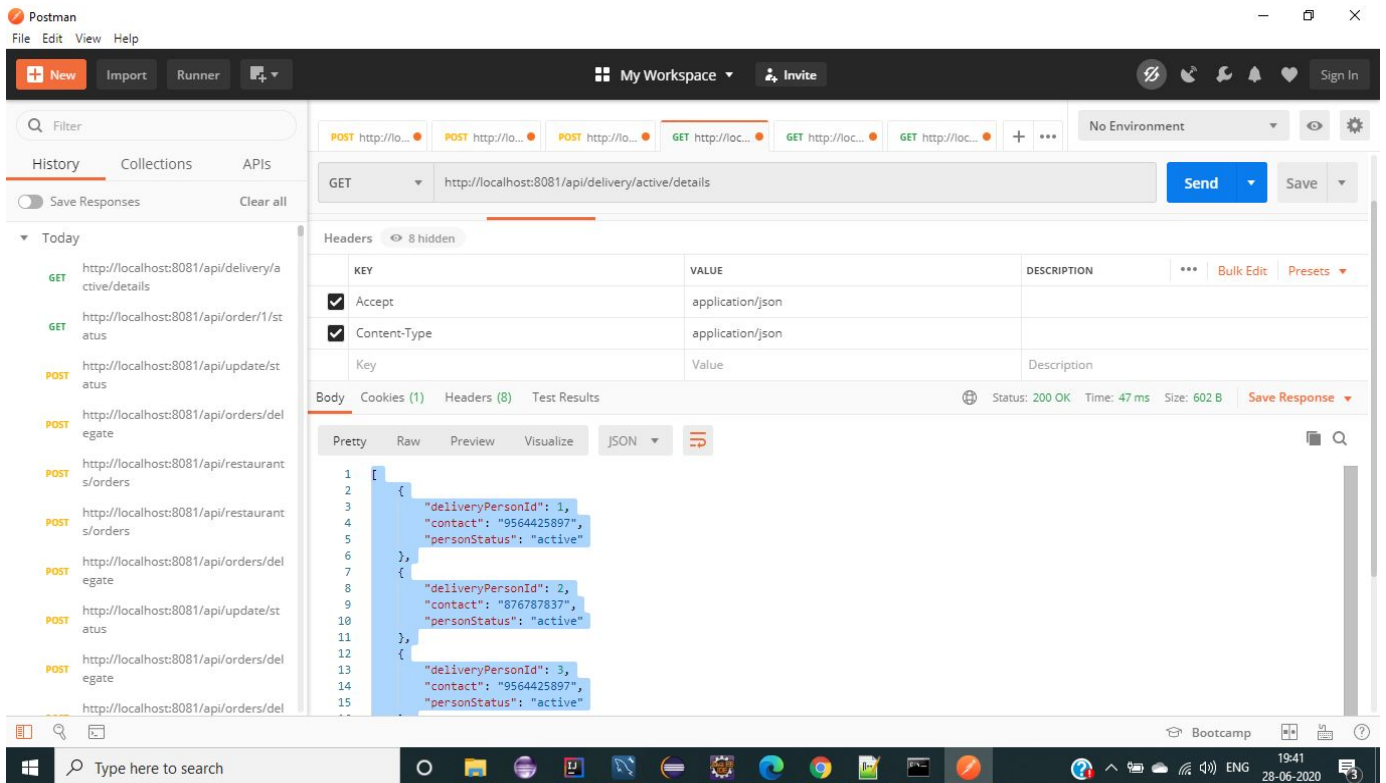 Postman
File Edit View Help
New Import Runner My Workspace Invite Sign In
Filter
History Collections APIs
Save Responses Clear all
Today
GET http://localhost:8081/api/delivery/a
ctive/details
GET http://localhost:8081/api/order/1/st
atus
POST http://localhost:8081/api/update/st
atus
POST http://localhost:8081/api/orders/del
egate
POST http://localhost:8081/api/restaurant
s/orders
POST http://localhost:8081/api/restaurant
s/orders
POST http://localhost:8081/api/orders/del
egate
POST http://localhost:8081/api/update/st
atus
POST http://localhost:8081/api/orders/del
egate
http://localhost:8081/api/orders/del
POST http://lo... POST http://lo... POST http://lo... GET http://loc... GET http://loc... GET http://loc... + ••• No Environment
GET http://localhost:8081/api/delivery/active/details Send Save
Headers 8 hidden
KEY VALUE DESCRIPTION ••• Bulk Edit Presets
Accept application/json
Content-Type application/json
Key Value Description
Body Cookies (1) Headers (8) Test Results Status: 200 OK Time: 47 ms Size: 602 B Save Response
Pretty Raw Preview Visualize JSON
1 [
2 {
3 "deliveryPersonId": 1,
4 "contact": "9564425897",
5 "personStatus": "active"
6 },
7 {
8 "deliveryPersonId": 2,
9 "contact": "876787837",
10 "personStatus": "active"
11 },
12 {
13 "deliveryPersonId": 3,
14 "contact": "9564425897",
15 "personStatus": "active"
Bootcamp
Type here to search
ENG
19:41
28-06-2020
3